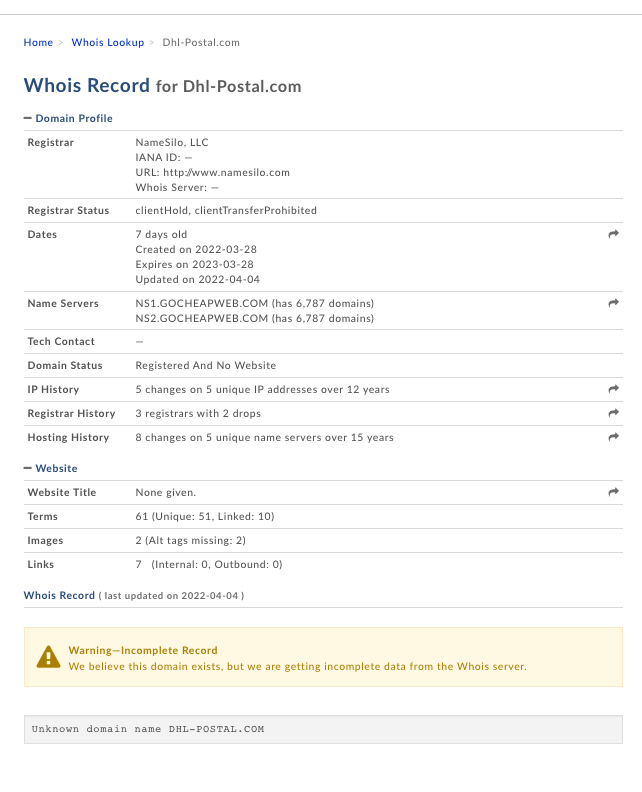 Home > Whois Lookup > Dhl-Postal.com
Whois Record for Dhl-Postal.com
— Domain Profile
Registrar NameSilo, LLC
IANA ID: —
URL: http://www.namesilo.com
Whois Server: —
Registrar Status clientHold, clientTransferProhibited
Dates 7 days old
Created on 2022-03-28
Expires on 2023-03-28
Updated on 2022-04-04
Name Servers NS1.GOCHEAPWEB.COM (has 6,787 domains)
NS2.GOCHEAPWEB.COM (has 6,787 domains)
Tech Contact —
Domain Status Registered And No Website
IP History 5 changes on 5 unique IP addresses over 12 years
Registrar History 3 registrars with 2 drops
Hosting History 8 changes on 5 unique name servers over 15 years
— Website
Website Title None given.
Terms 61 (Unique: 51, Linked: 10)
Images 2 (Alt tags missing: 2)
Links 7 (Internal: 0, Outbound: 0)
Whois Record ( last updated on 2022-04-04 )
Warning—Incomplete Record
We believe this domain exists, but we are getting incomplete data from the Whois server.
Unknown domain name DHL-POSTAL.COM